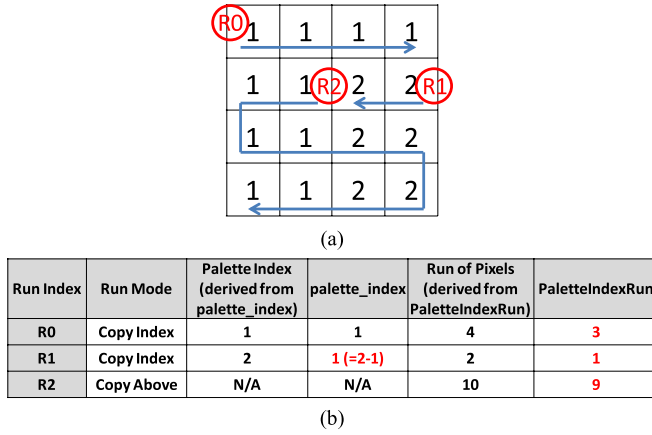 R0 1 1 1 1
1 1 R2 2 2 R1
1 1 2 2
1 1 2 2
(a)
Run Index Run Mode Palette Index (derived from palette_index) palette_index Run of Pixels (derived from PaletteIndexRun) PaletteIndexRun
R0 Copy Index 1 1 4 3
R1 Copy Index 2 1 (=2-1) 2 1
R2 Copy Above N/A N/A 10 9
(b)